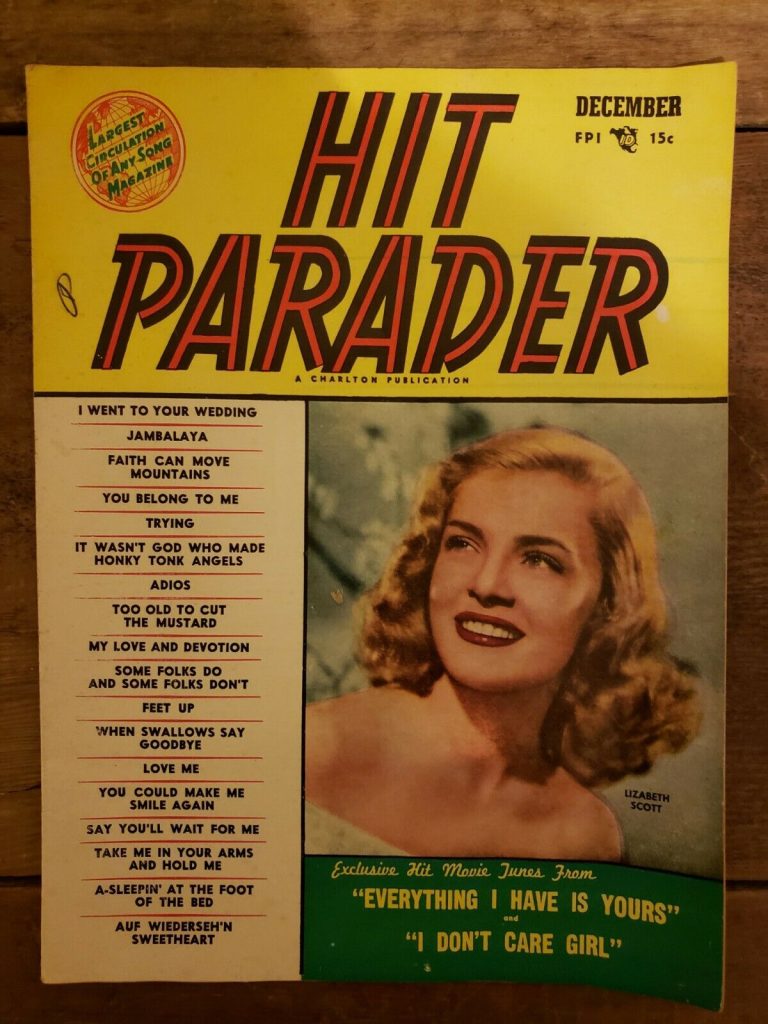 LARGEST
CIRCULATION
OF ANY SONG
MAGAZINE
HIT
PARADER
DECEMBER
FPI 15c
A CHARLTON PUBLICATION
I WENT TO YOUR WEDDING
JAMBALAYA
FAITH CAN MOVE
MOUNTAINS
YOU BELONG TO ME
TRYING
IT WASN'T GOD WHO MADE
HONKY TONK ANGELS
ADIOS
TOO OLD TO CUT
THE MUSTARD
MY LOVE AND DEVOTION
SOME FOLKS DO
AND SOME FOLKS DON'T
FEET UP
WHEN SWALLOWS SAY
GOODBYE
LOVE ME
YOU COULD MAKE ME
SMILE AGAIN
SAY YOU'LL WAIT FOR ME
TAKE ME IN YOUR ARMS
AND HOLD ME
A-SLEEPIN' AT THE FOOT
OF THE BED
AUF WIEDERSEH'N
SWEETHEART
LIZABETH
SCOTT
Exclusive Hit Movie Tunes From
"EVERYTHING I HAVE IS YOURS"
and
"I DON'T CARE GIRL"